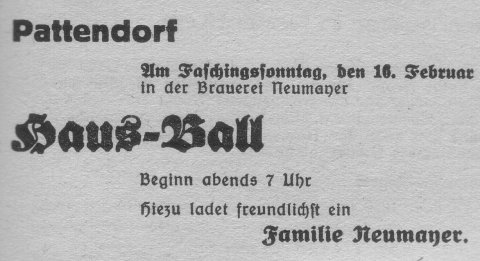 Pattendorf
Am Faschingssonntag, den 16. Februar
in der Brauerei Neumayer
Haus-Ball
Beginn abends 7 Uhr
Hiezu ladet freundlichst ein
Familie Neumayer.